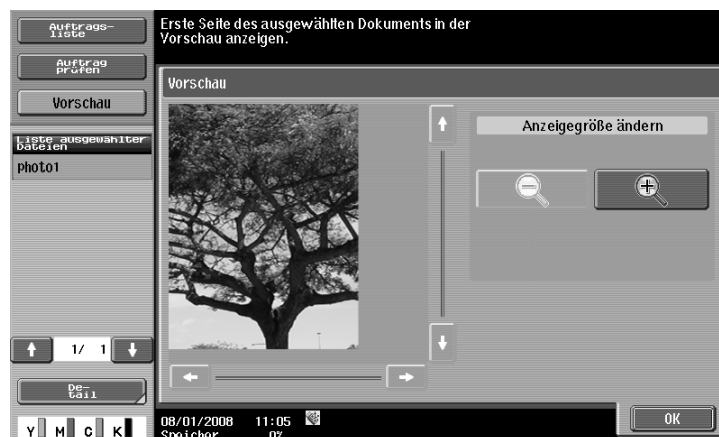 Auftrags-
liste
Auftrag
prüfen
Vorschau
Liste ausgewählter
Dateien
photo1
1/ 1
De-
tail
Y M C K
Erste Seite des ausgewählten Dokuments in der
Vorschau anzeigen.
Vorschau
Anzeigegröße ändern
08/01/2008 11:05
Speicher 0%
OK